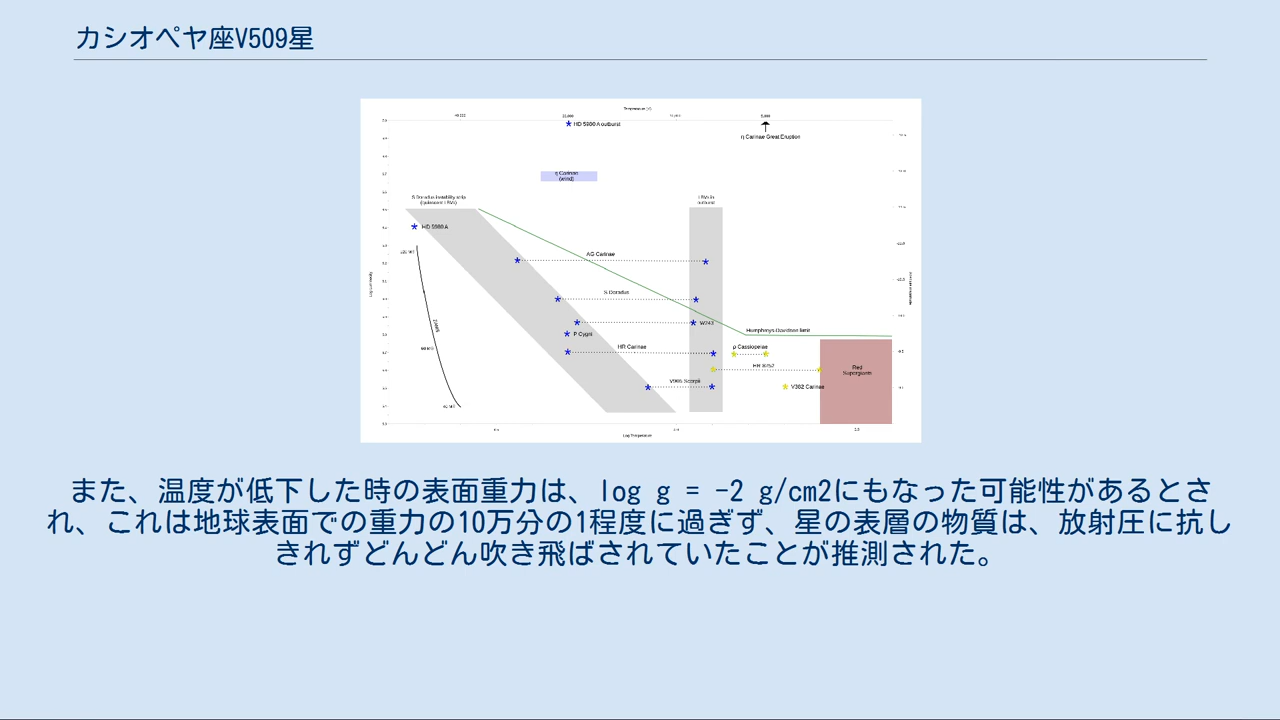 カシオペヤ座V509星
HD 5980 A outburst
η Carinae Great Eruption
η Carinae
(wind)
S Doradus instability strip
LBVs in
outburst
HD 5980 A
AG Carinae
S Doradus
W243
P Cygni
Humphreys-Davidson limit
HR Carinae
ρ Cassiopeiae
Red
Supergiants
V382 Carinae
Log Temperature
また、温度が低下した時の表面重力は、log g = -2 g/cm2にもなった可能性があるとさ
れ、これは地球表面での重力の10万分の1程度に過ぎず、星の表層の物質は、放射圧に抗し
きれずどんどん吹き飛ばされていたことが推測された。